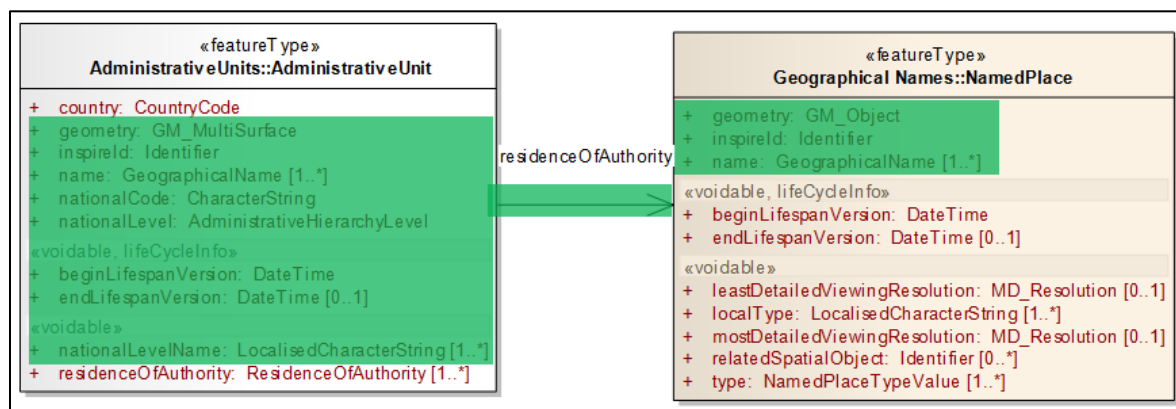 «featureType»
AdministrativeUnits::AdministrativeUnit
+ country: CountryCode
+ geometry: GM_MultiSurface
+ inspireId: Identifier
+ name: GeographicalName [1..*]
+ nationalCode: CharacterString
+ nationalLevel: AdministrativeHierarchyLevel
«voidable, lifeCycleInfo»
+ beginLifespanVersion: DateTime
+ endLifespanVersion: DateTime [0..1]
«voidable»
+ nationalLevelName: LocalisedCharacterString [1..*]
+ residenceOfAuthority: ResidenceOfAuthority [1..*]
residenceOfAuthority
«featureType»
Geographical Names::NamedPlace
+ geometry: GM_Object
+ inspireId: Identifier
+ name: GeographicalName [1..*]
«voidable, lifeCycleInfo»
+ beginLifespanVersion: DateTime
+ endLifespanVersion: DateTime [0..1]
«voidable»
+ leastDetailedViewingResolution: MD_Resolution [0..1]
+ localType: LocalisedCharacterString [1..*]
+ mostDetailedViewingResolution: MD_Resolution [0..1]
+ relatedSpatialObject: Identifier [0..*]
+ type: NamedPlaceTypeValue [1..*]